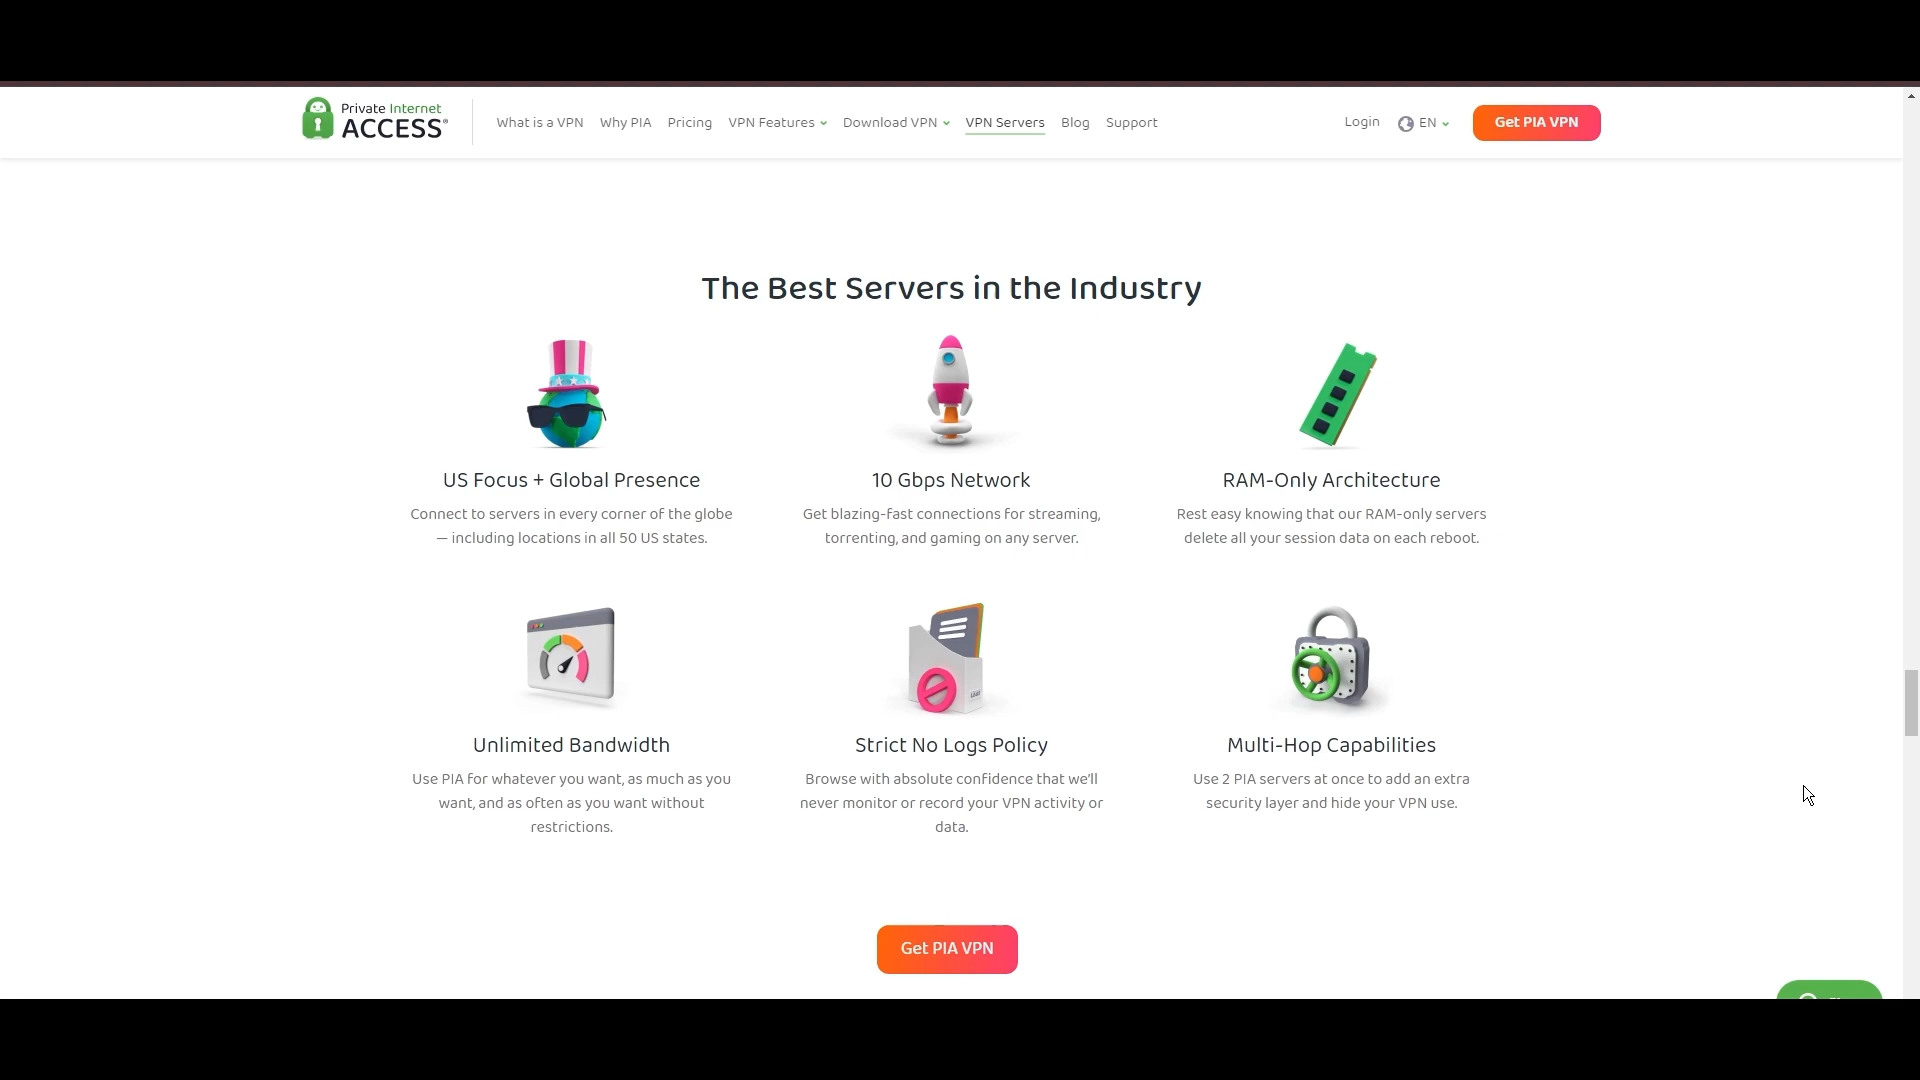 Private Internet
ACCESS®
What is a VPN Why PIA Pricing VPN Features Download VPN VPN Servers Blog Support Login EN Get PIA VPN
The Best Servers in the Industry
US Focus + Global Presence
Connect to servers in every corner of the globe
— including locations in all 50 US states.
10 Gbps Network
Get blazing-fast connections for streaming,
torrenting, and gaming on any server.
RAM-Only Architecture
Rest easy knowing that our RAM-only servers
delete all your session data on each reboot.
Unlimited Bandwidth
Use PIA for whatever you want, as much as you
want, and as often as you want without
restrictions.
Strict No Logs Policy
Browse with absolute confidence that we'll
never monitor or record your VPN activity or
data.
Multi-Hop Capabilities
Use 2 PIA servers at once to add an extra
security layer and hide your VPN use.
Get PIA VPN